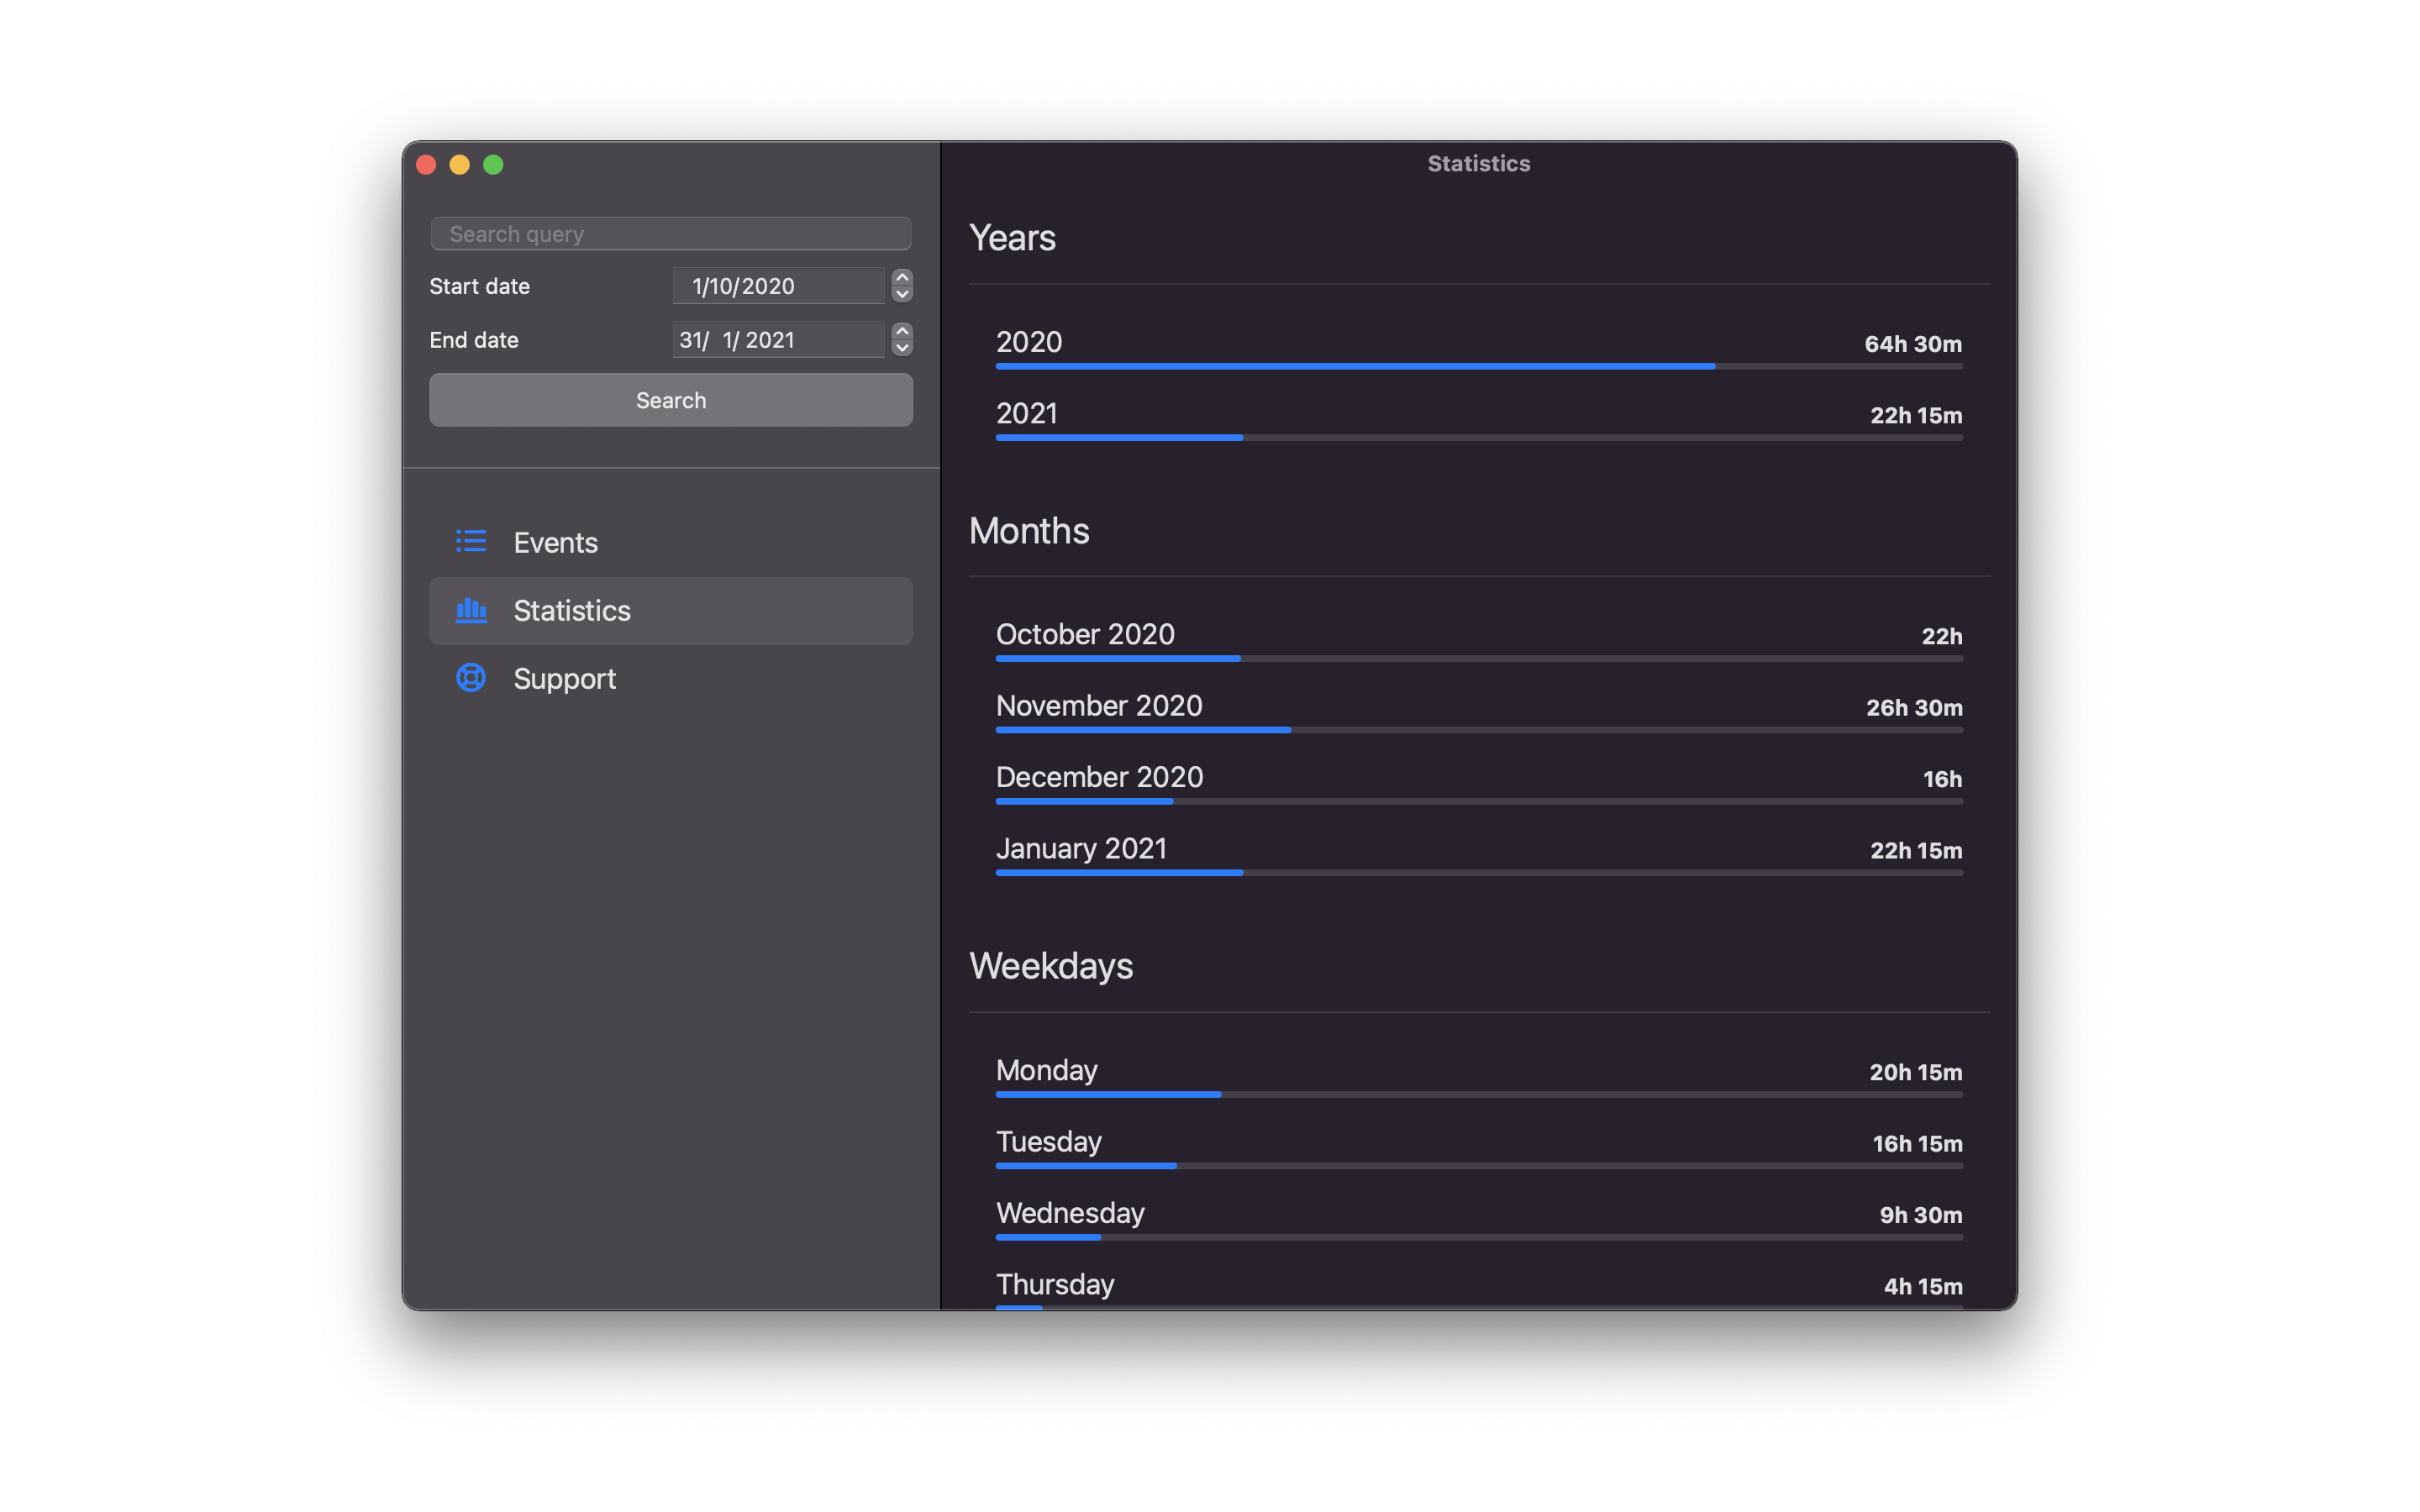 Search query
Start date 1/10/2020
End date 31/ 1/ 2021
Search
Events
Statistics
Support
Statistics
Years
2020 64h 30m
2021 22h 15m
Months
October 2020 22h
November 2020 26h 30m
December 2020 16h
January 2021 22h 15m
Weekdays
Monday 20h 15m
Tuesday 16h 15m
Wednesday 9h 30m
Thursday 4h 15m